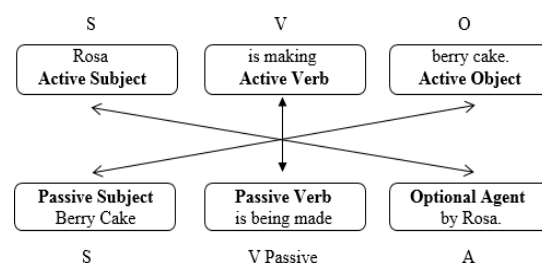 S V O
Rosa is making berry cake.
Active Subject Active Verb Active Object
Passive Subject Passive Verb Optional Agent
Berry Cake is being made by Rosa.
S V Passive A